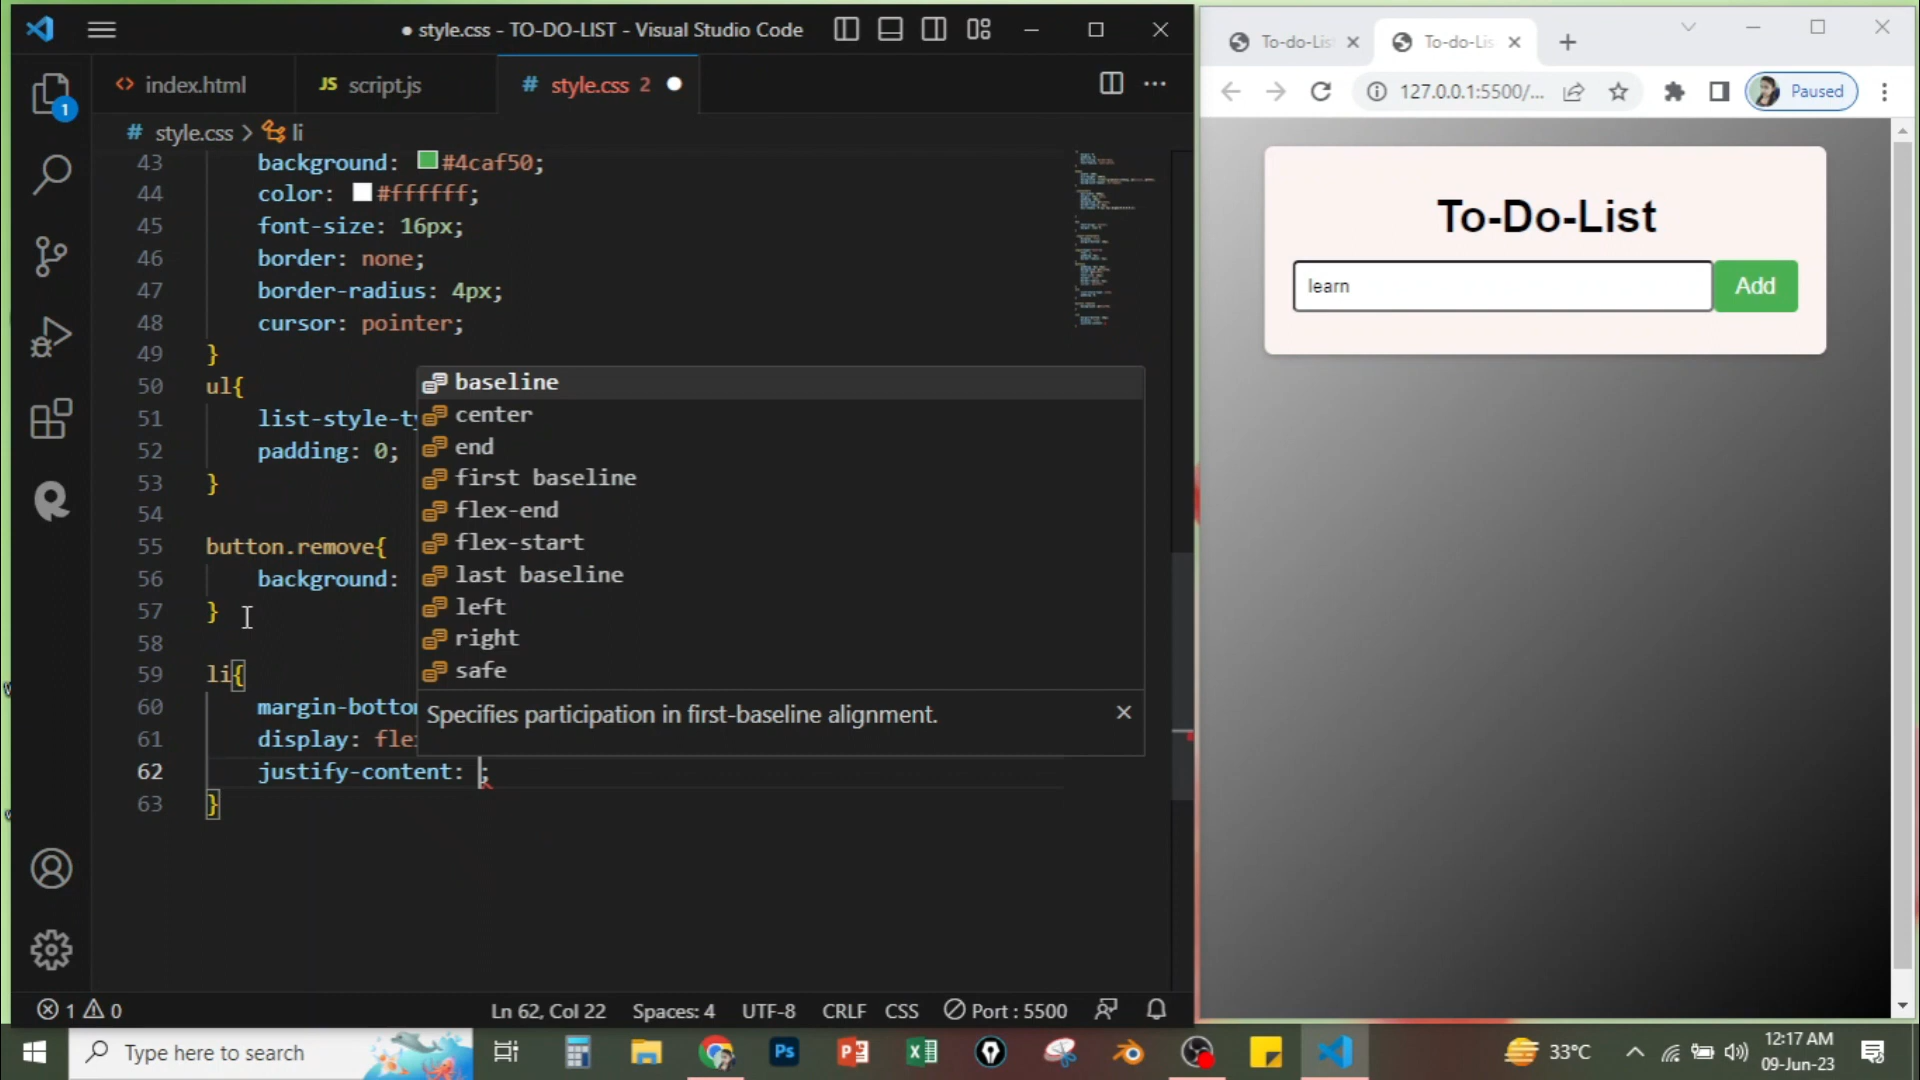 ● style.css - TO-DO-LIST - Visual Studio Code
index.html
JS script.js
# style.css 2
# style.css > li
43 background: #4caf50;
44 color: #ffffff;
45 font-size: 16px;
46 border: none;
47 border-radius: 4px;
48 cursor: pointer;
49 }
50 ul{
51 list-style-ty
52 padding: 0;
53 }
54
55 button.remove{
56 background:
57 }
58
59 li{
60 margin-bottom
61 display: fle
62 justify-content: ;
63 }
baseline
center
end
first baseline
flex-end
flex-start
last baseline
left
right
safe
Specifies participation in first-baseline alignment.
1
1 0
Ln 62, Col 22
Spaces: 4
UTF-8
CRLF
CSS
Port : 5500
To-do-List
To-do-Lis
127.0.0.1:5500/...
Paused
To-Do-List
learn
Add
Type here to search
Ps
33°C
12:17 AM
09-Jun-23